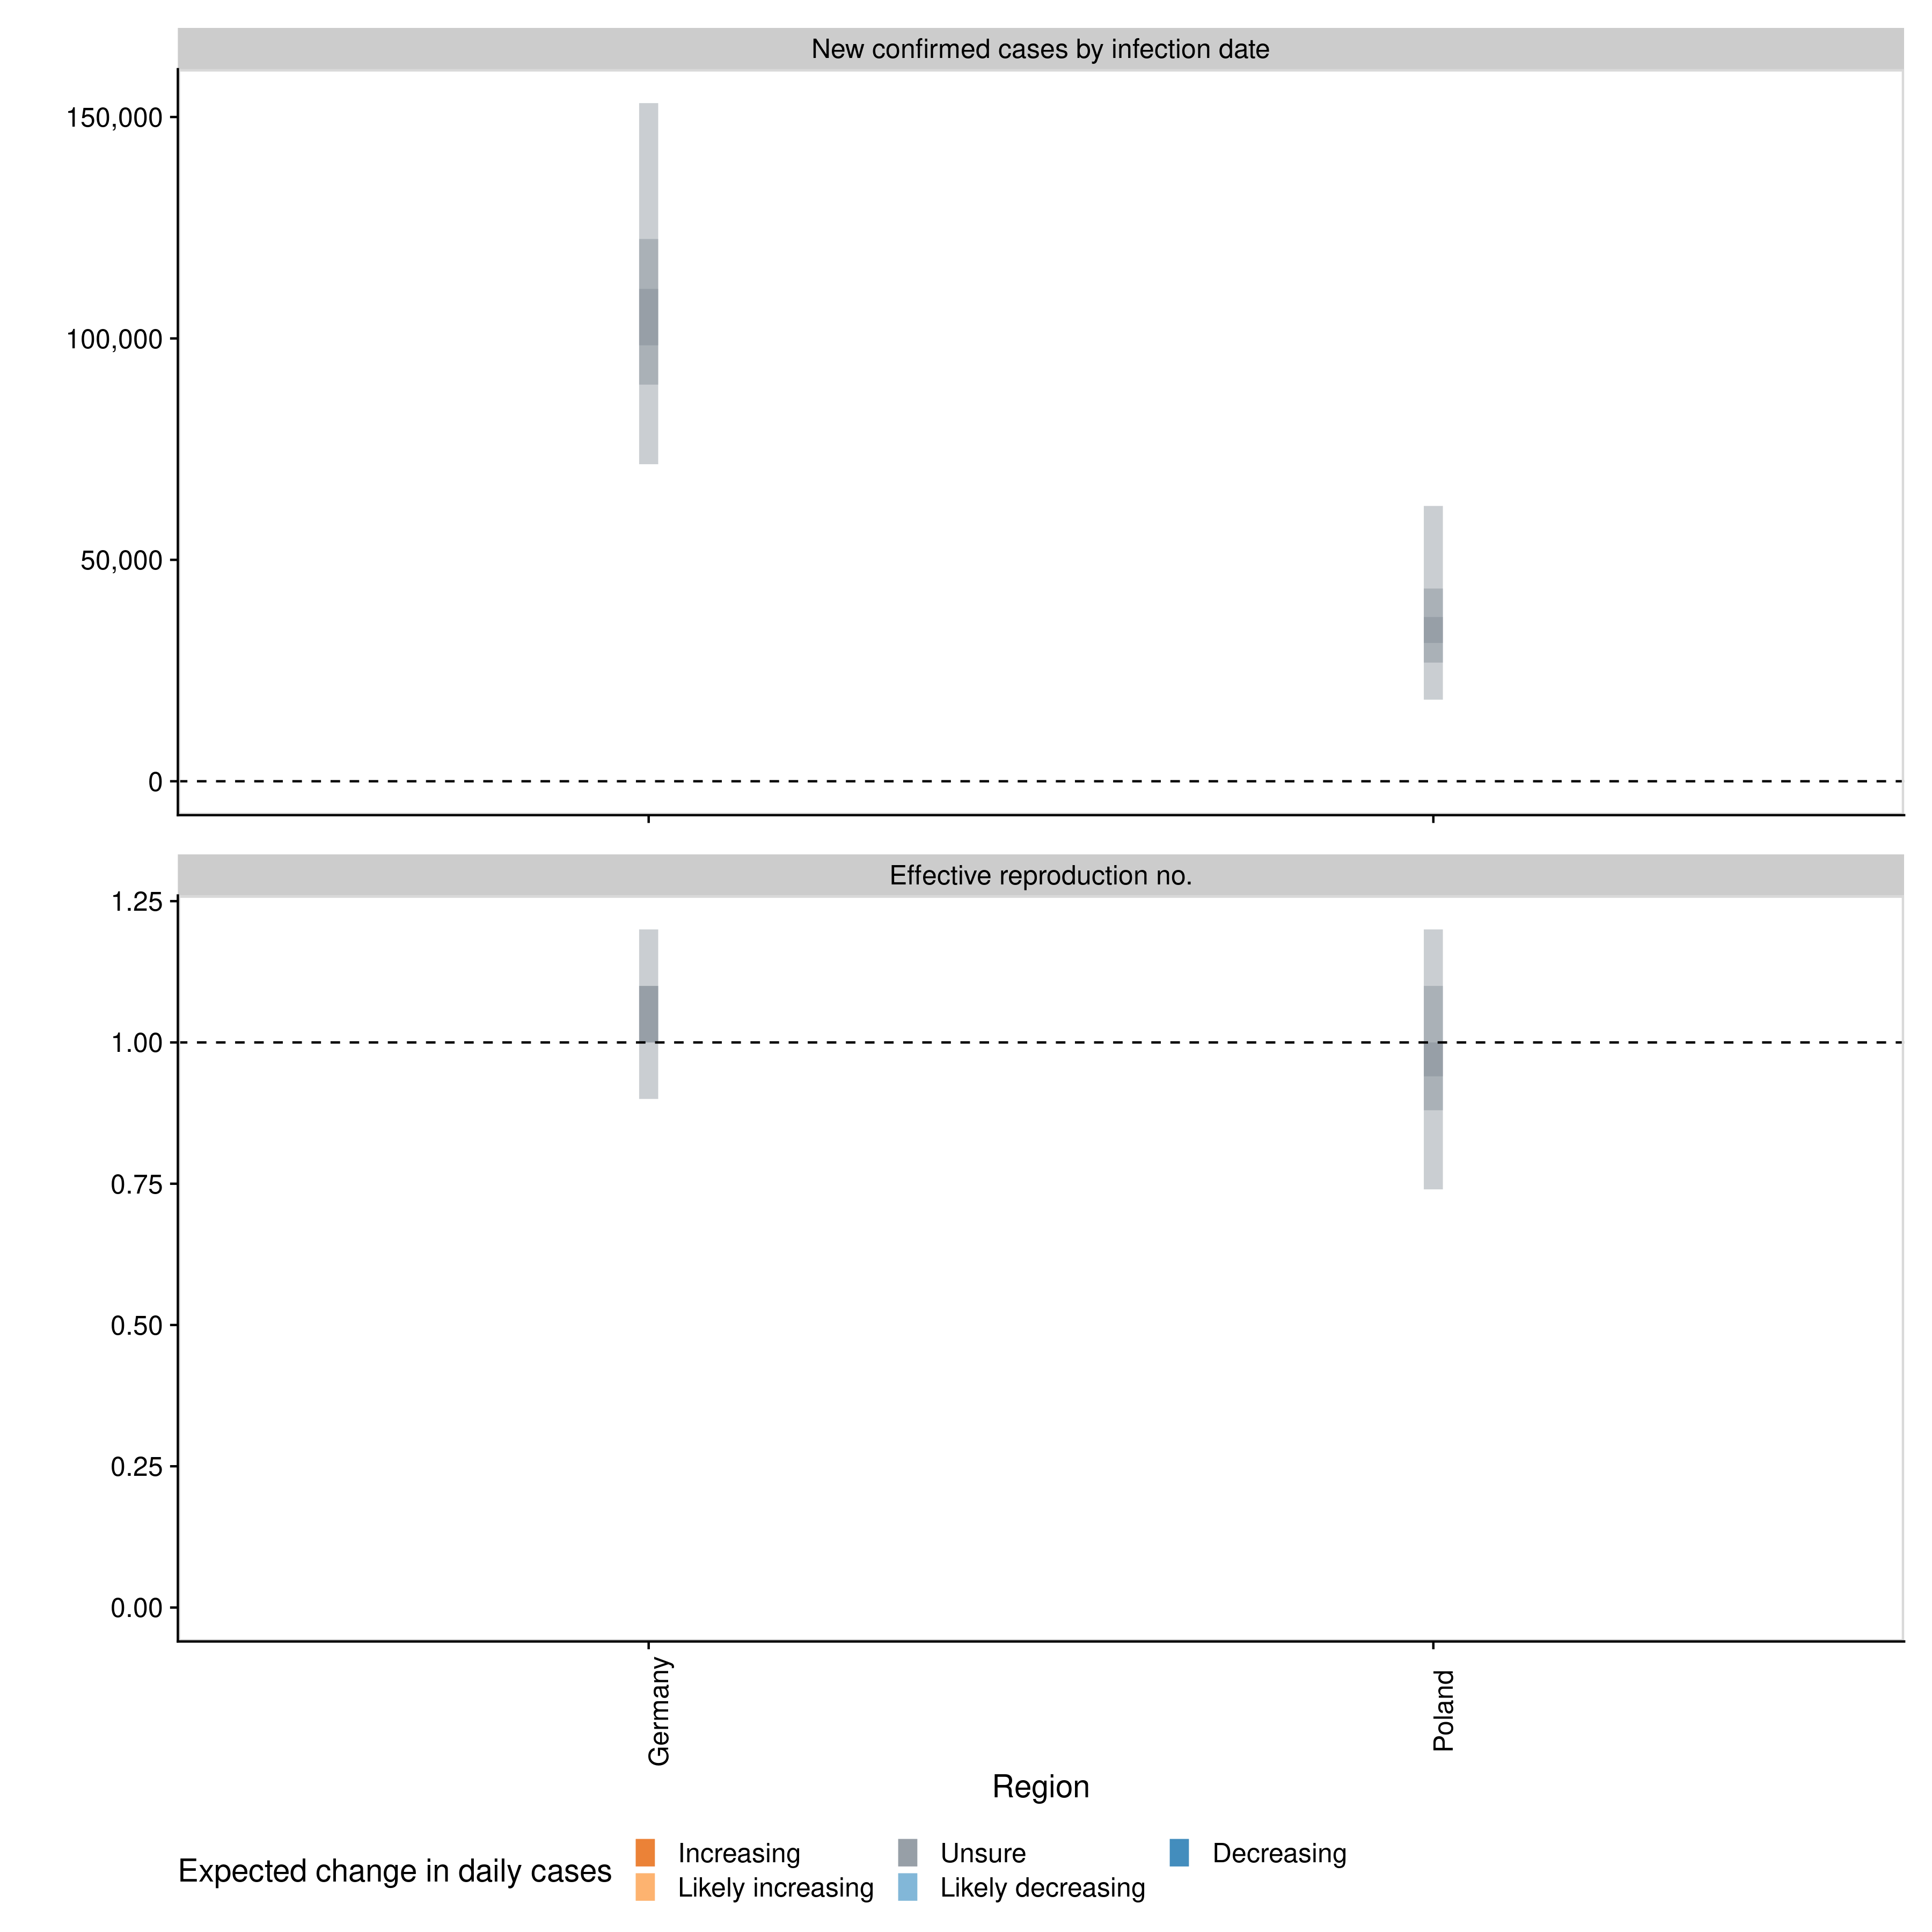 New confirmed cases by infection date
150,000
100,000
50,000
0
Effective reproduction no.
1.25
1.00
0.75
0.50
0.25
0.00
Germany
Poland
Region
Expected change in daily cases
Increasing
Unsure
Decreasing
Likely increasing
Likely decreasing